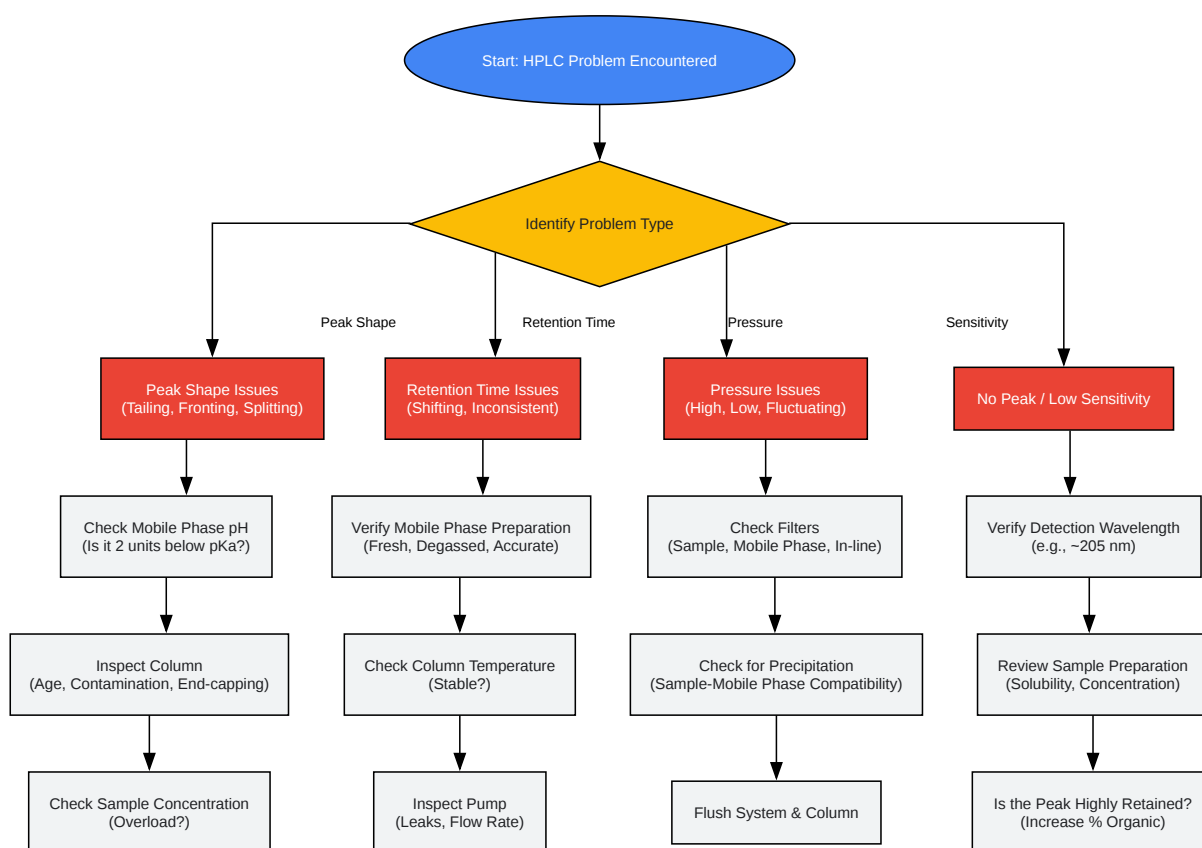 Start: HPLC Problem Encountered
Identify Problem Type
Peak Shape
Retention Time
Pressure
Sensitivity
Peak Shape Issues
(Tailing, Fronting, Splitting)
Retention Time Issues
(Shifting, Inconsistent)
Pressure Issues
(High, Low, Fluctuating)
No Peak / Low Sensitivity
Check Mobile Phase pH
(Is it 2 units below pKa?)
Verify Mobile Phase Preparation
(Fresh, Degassed, Accurate)
Check Filters
(Sample, Mobile Phase, In-line)
Verify Detection Wavelength
(e.g., ~205 nm)
Inspect Column
(Age, Contamination, End-capping)
Check Column Temperature
(Stable?)
Check for Precipitation
(Sample-Mobile Phase Compatibility)
Review Sample Preparation
(Solubility, Concentration)
Check Sample Concentration
(Overload?)
Inspect Pump
(Leaks, Flow Rate)
Flush System & Column
Is the Peak Highly Retained?
(Increase % Organic)